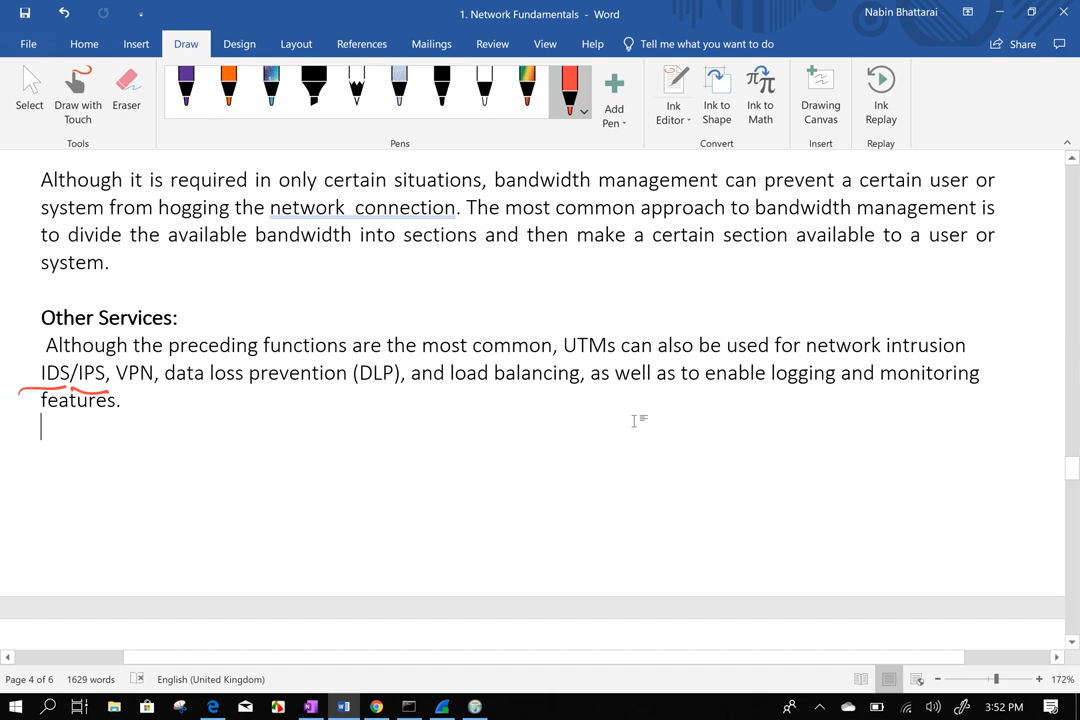 1. Network Fundamentals - Word
Nabin Bhattarai
File Home Insert Draw Design Layout References Mailings Review View Help Tell me what you want to do Share
Select Draw with Touch Eraser
Add Pen
Ink Editor Ink to Shape Ink to Math Drawing Canvas Ink Replay
Tools Pens Convert Insert Replay
Although it is required in only certain situations, bandwidth management can prevent a certain user or
system from hogging the network connection. The most common approach to bandwidth management is
to divide the available bandwidth into sections and then make a certain section available to a user or
system.
Other Services:
Although the preceding functions are the most common, UTMs can also be used for network intrusion
IDS/IPS, VPN, data loss prevention (DLP), and load balancing, as well as to enable logging and monitoring
features.
Page 4 of 6 1629 words English (United Kingdom) 172%
3:52 PM